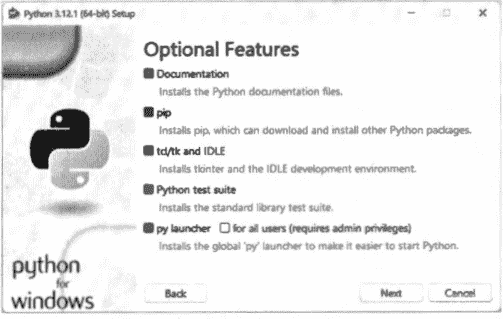 Python 3.12.1 (64-bit) Setup
Optional Features
Documentation
Installs the Python documentation files.
pip
Installs pip, which can download and install other Python packages.
tcl/tk and IDLE
Installs tkinter and the IDLE development environment.
Python test suite
Installs the standard library test suite.
py launcher for all users (requires admin privileges)
Installs the global 'py' launcher to make it easier to start Python.
python
for
windows
Back Next Cancel